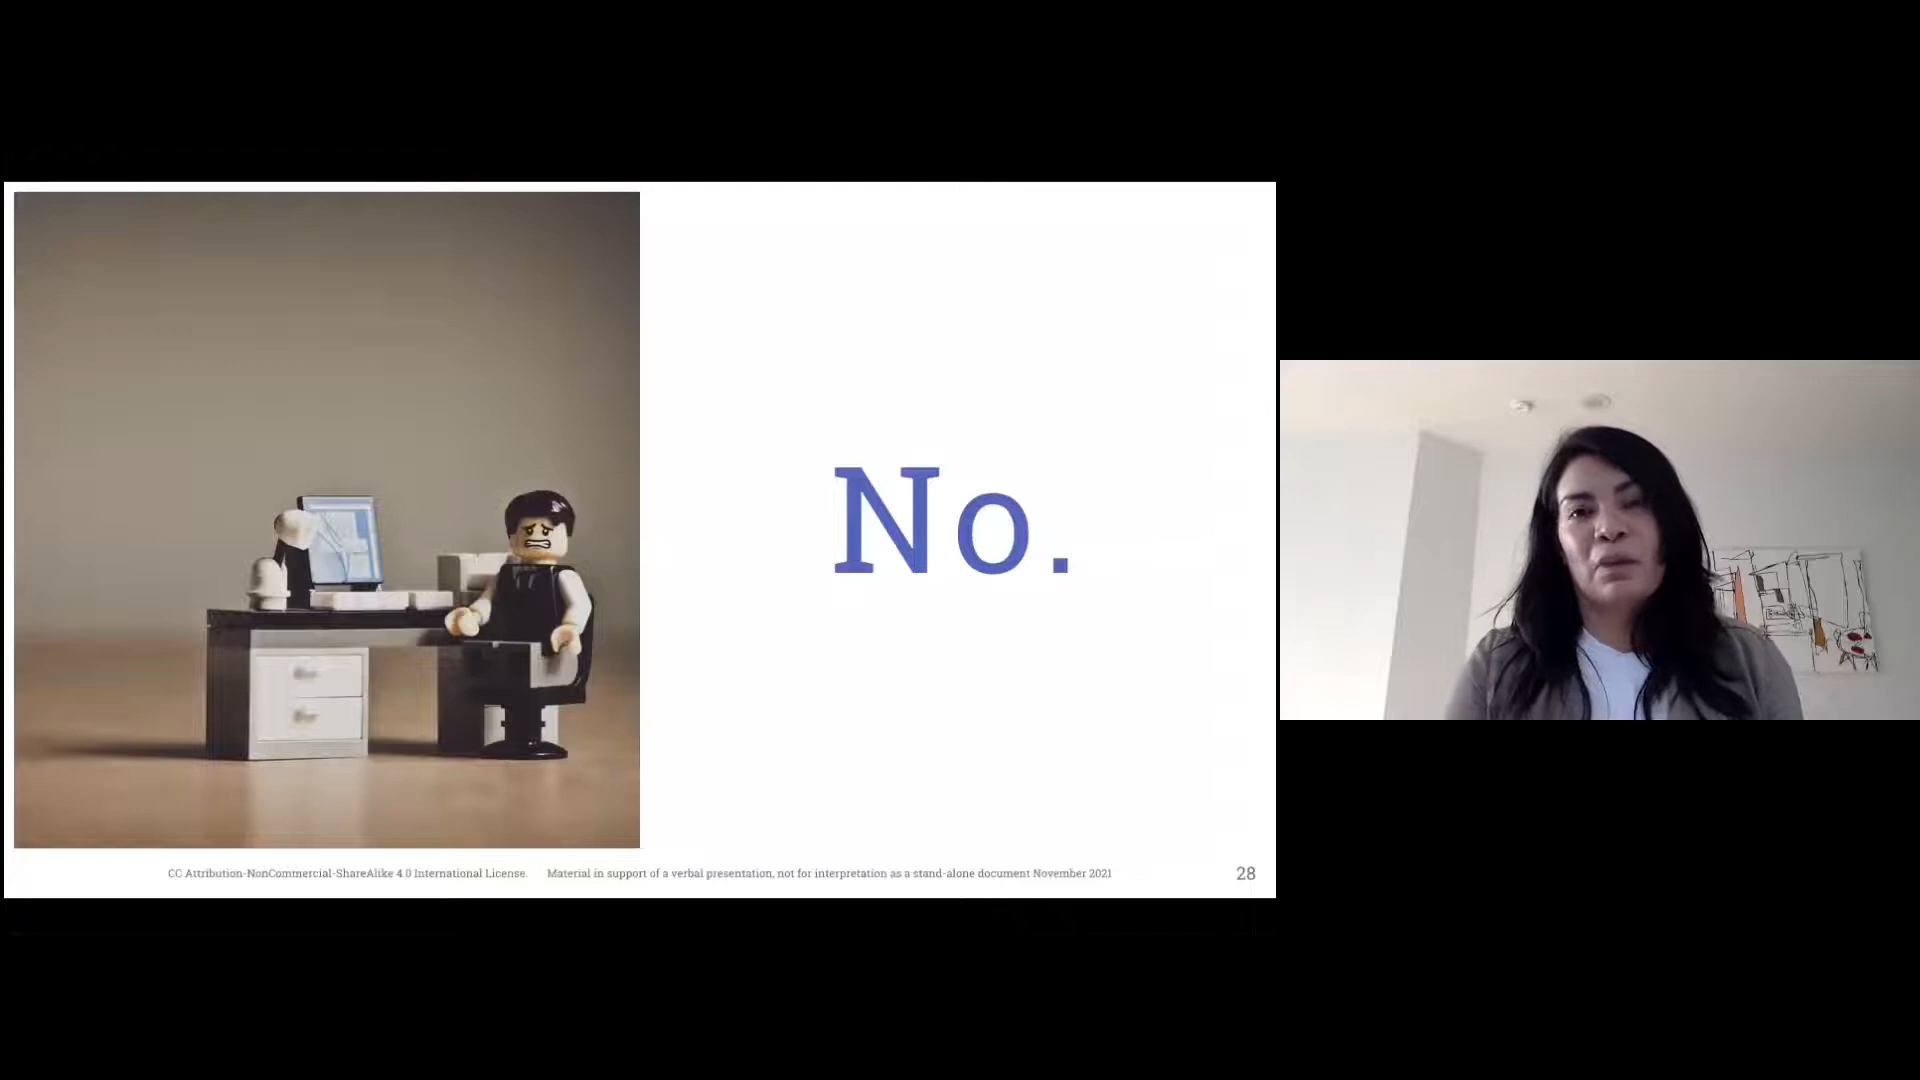 No.
CC Attribution-NonCommercial-ShareAlike 4.0 International License. Material in support of a verbal presentation, not for interpretation as a stand-alone document November 2021
28